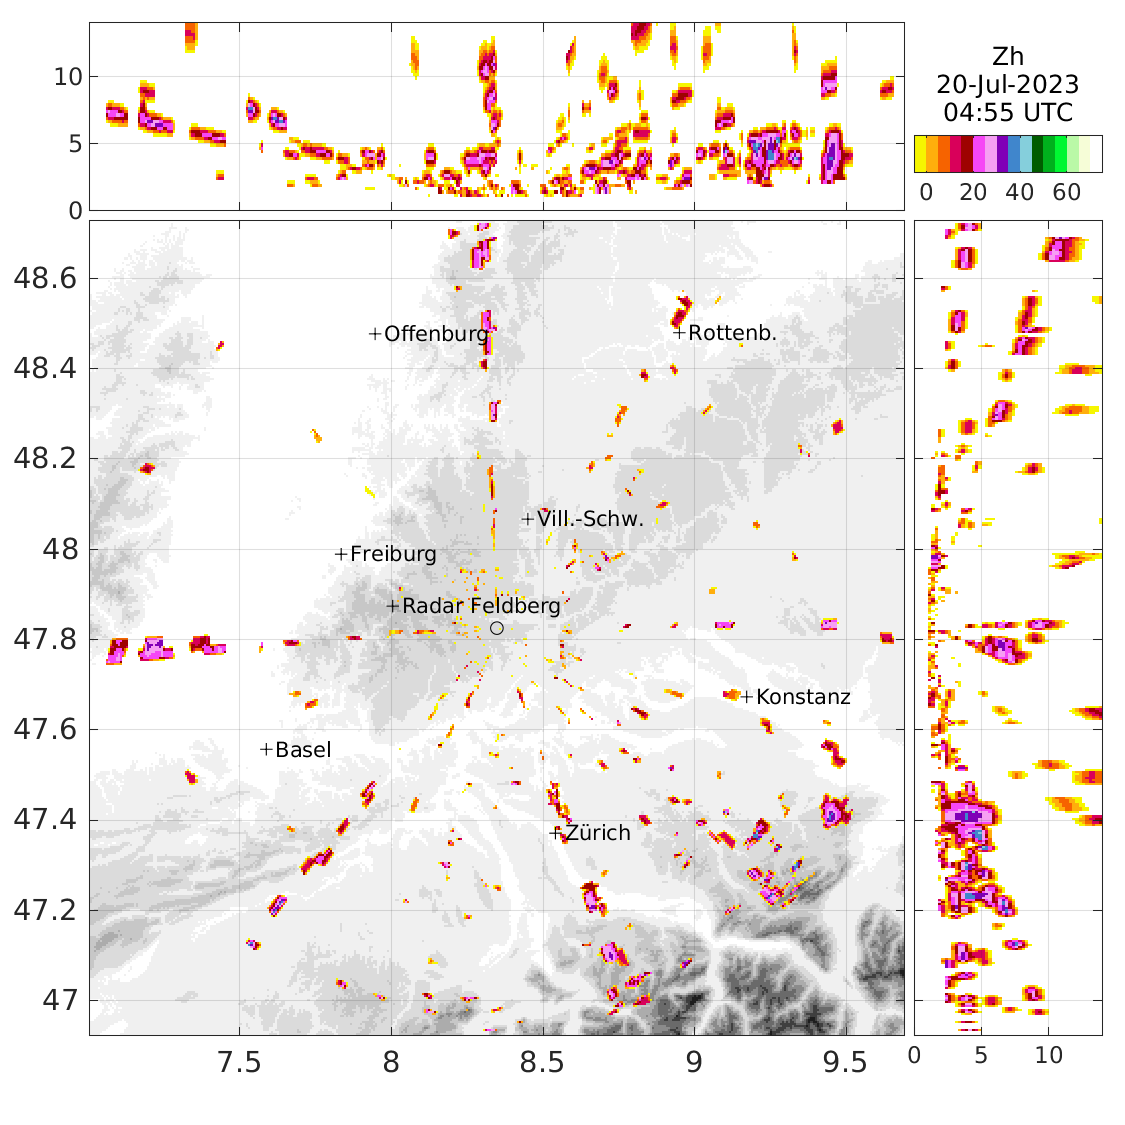 Zh
20-Jul-2023
04:55 UTC
0 20 40 60
10
5
0
48.6
48.4
48.2
48
47.8
47.6
47.4
47.2
47
Offenburg
Rottenb.
Vill.-Schw.
Freiburg
Radar Feldberg
Konstanz
Basel
Zürich
7.5 8 8.5 9 9.5
0 5 10